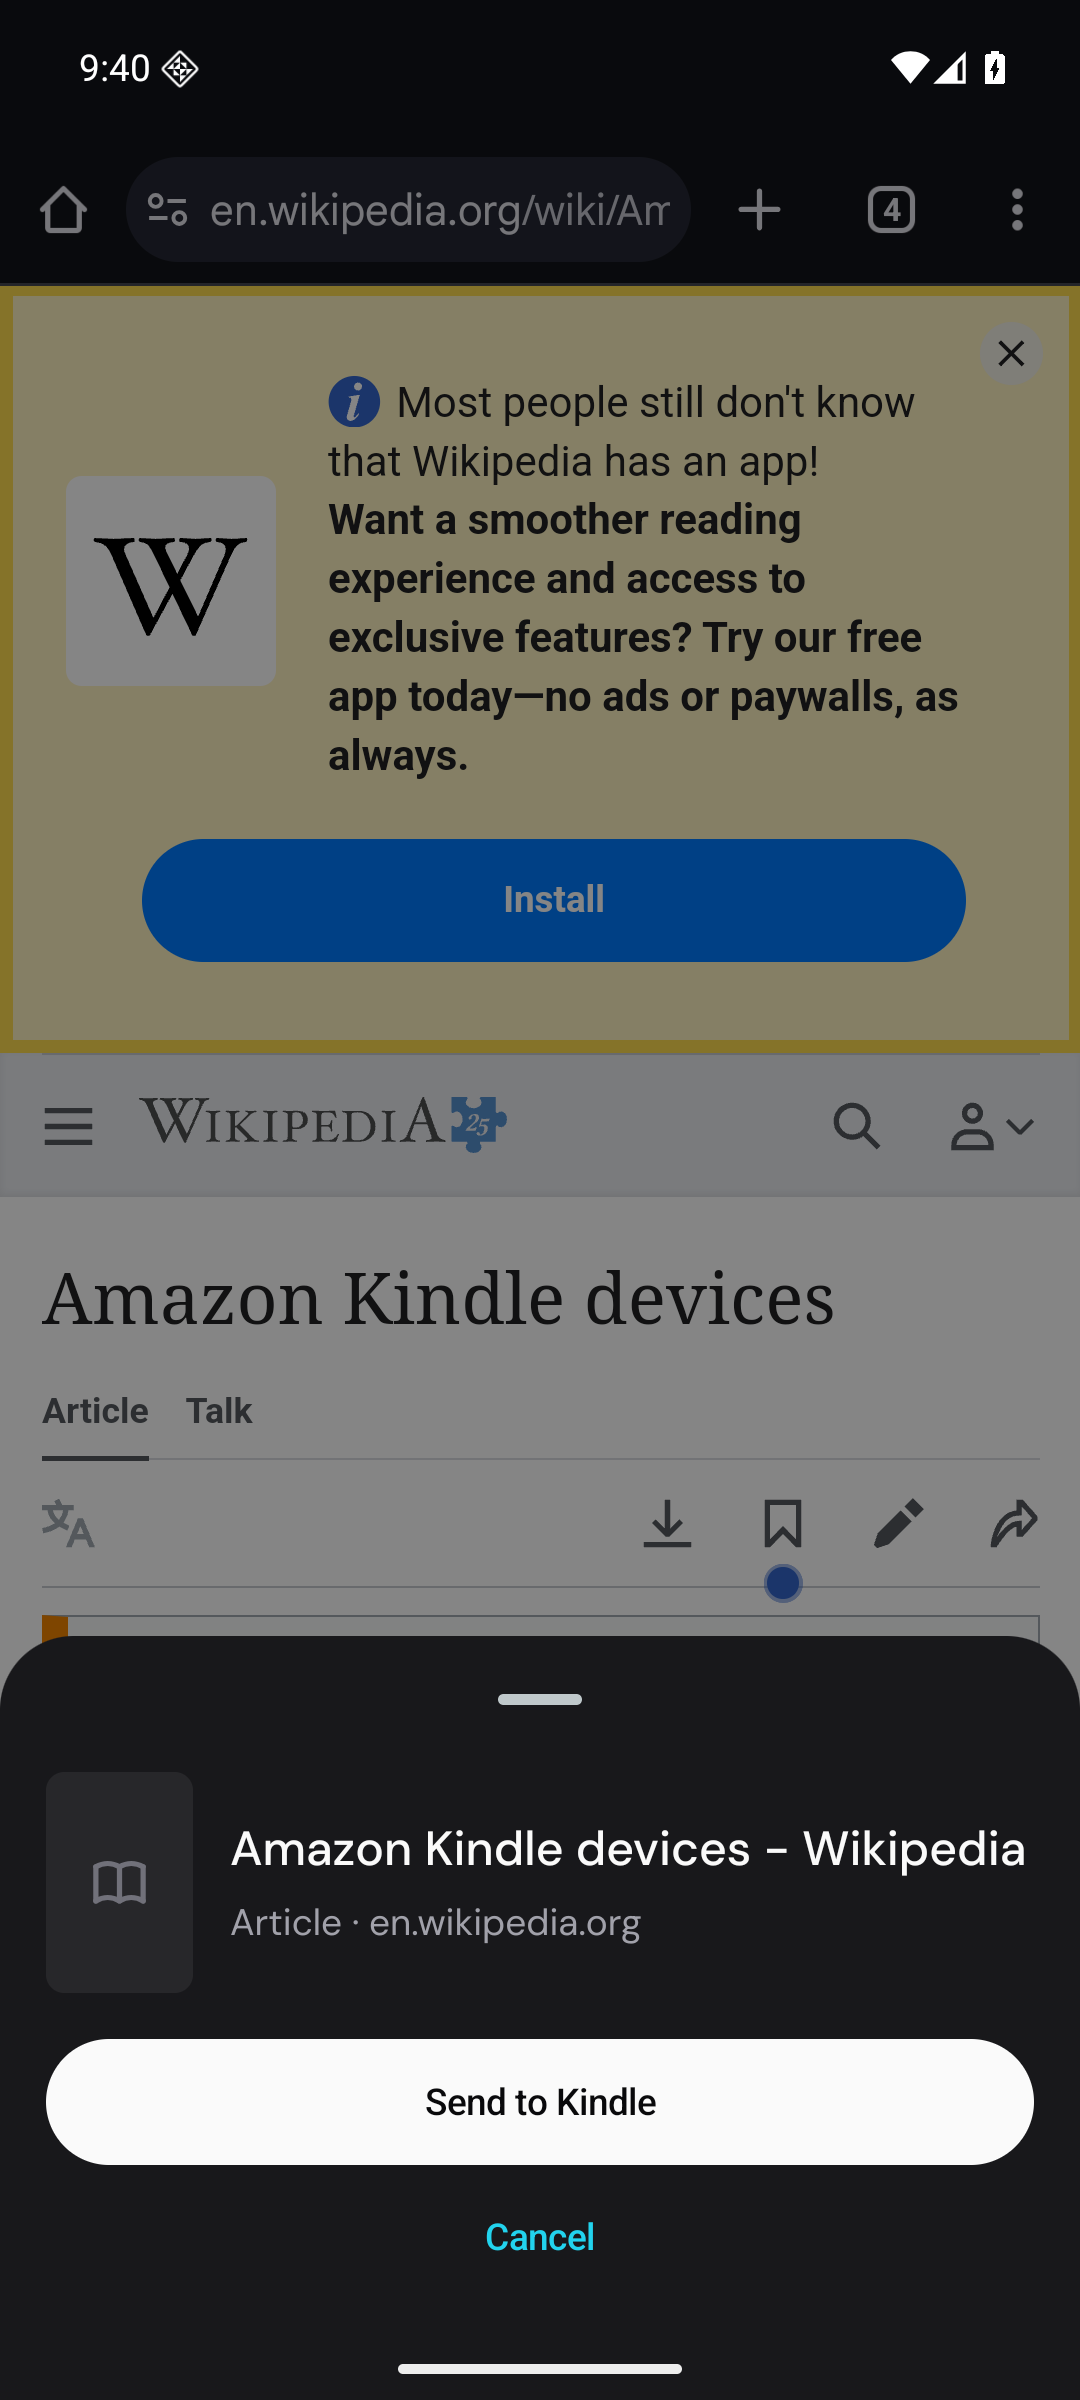 9:40
en.wikipedia.org/wiki/Am
4
i Most people still don't know
that Wikipedia has an app!
Want a smoother reading
experience and access to
exclusive features? Try our free
app today—no ads or paywalls, as
always.
W
Install
WIKIPEDIA 25
Amazon Kindle devices
Article Talk
文A
Amazon Kindle devices - Wikipedia
Article · en.wikipedia.org
Send to Kindle
Cancel